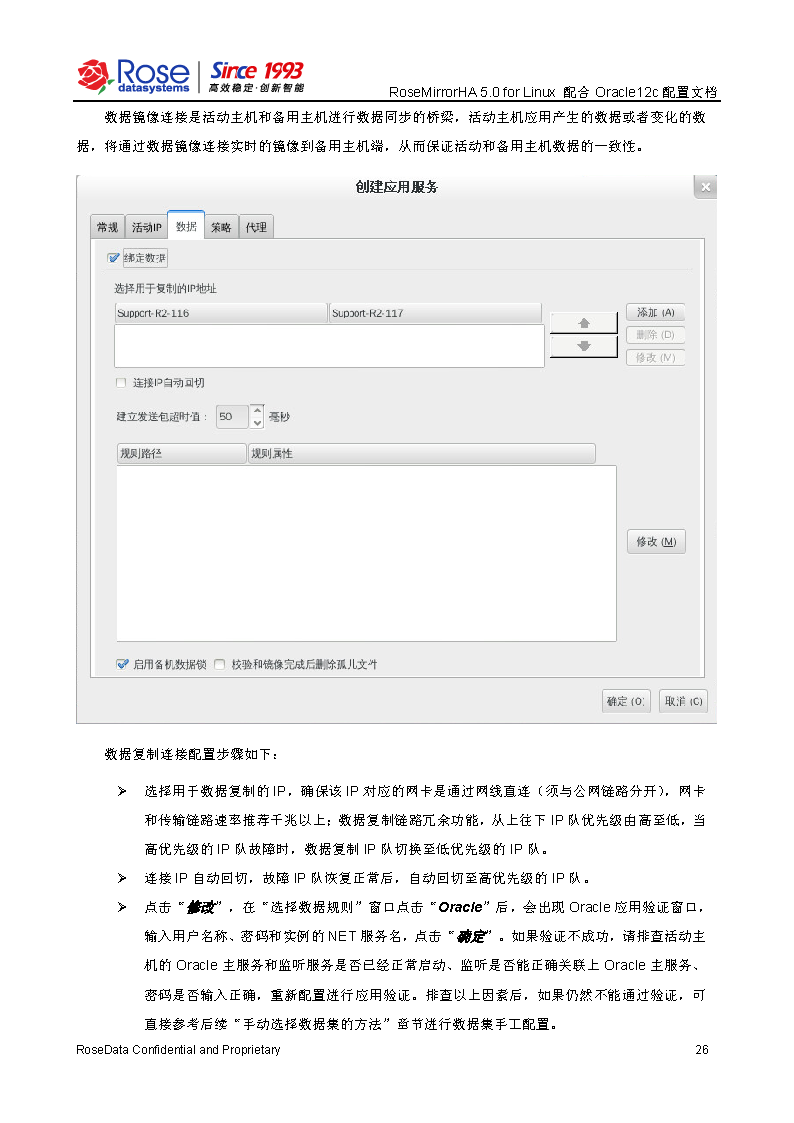 Rose
datasystems
Since 1993
高效稳定·创新智能
RoseMirrorHA 5.0 for Linux 配合 Oracle12c 配置文档
数据镜像连接是活动主机和备用主机进行数据同步的桥梁，活动主机应用产生的数据或者变化的数
据，将通过数据镜像连接实时的镜像到备用主机端，从而保证活动和备用主机数据的一致性。
创建应用服务
常规 活动IP 数据 策略 代理
绑定数据
选择用于复制的IP地址
Support-R2-116 Support-R2-117
添加 (A)
删除 (D)
修改 (M)
连接IP自动回切
建立发送包超时值： 50 毫秒
规则路径 规则属性
修改 (M)
启用备机数据锁 校验和镜像完成后删除孤儿文件
确定 (O) 取消 (C)
数据复制连接配置步骤如下：
➢ 选择用于数据复制的 IP，确保该 IP 对应的网卡是通过网线直连（须与公网链路分开），网卡
和传输链路速率推荐千兆以上；数据复制链路冗余功能，从上往下 IP 队优先级由高至低，当
高优先级的 IP 队故障时，数据复制 IP 队切换至低优先级的 IP 队。
➢ 连接 IP 自动回切，故障 IP 队恢复正常后，自动回切至高优先级的 IP 队。
➢ 点击“修改”，在“选择数据规则”窗口点击“Oracle”后，会出现 Oracle 应用验证窗口，
输入用户名称、密码和实例的 NET 服务名，点击“确定”。如果验证不成功，请排查活动主
机的 Oracle 主服务和监听服务是否已经正常启动、监听是否能正确关联上 Oracle 主服务、
密码是否输入正确，重新配置进行应用验证。排查以上因素后，如果仍然不能通过验证，可
直接参考后续“手动选择数据集的方法”章节进行数据集手工配置。
RoseData Confidential and Proprietary 26